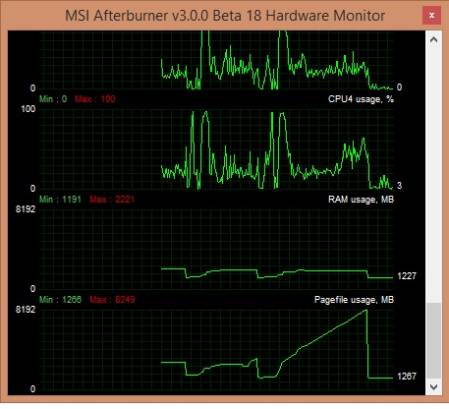 MSI Afterburner v3.0.0 Beta 18 Hardware Monitor
x
0
0
Min : 0 Max : 100 CPU4 usage, %
100
3
0
Min : 1191 Max : 2221 RAM usage, MB
8192
1227
0
Min : 1266 Max : 8249 Pagefile usage, MB
8192
1267
0